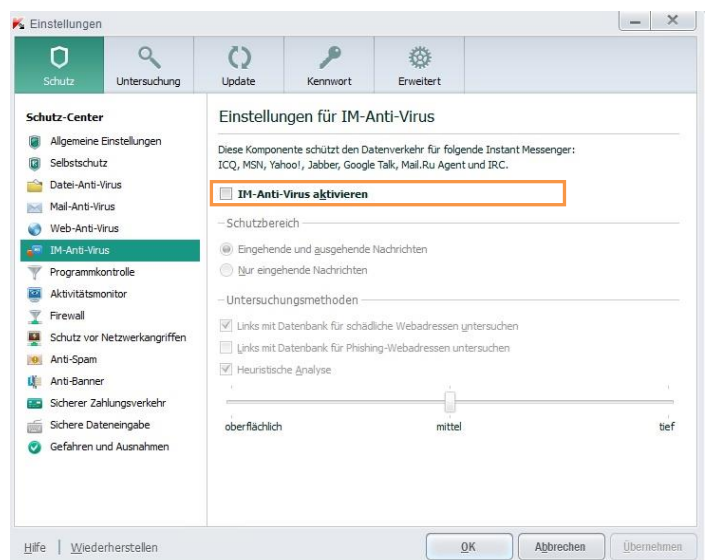 Einstellungen
Schutz
Untersuchung
Update
Kennwort
Erweitert
Schutz-Center
Allgemeine Einstellungen
Selbstschutz
Datei-Anti-Virus
Mail-Anti-Virus
Web-Anti-Virus
IM-Anti-Virus
Programmkontrolle
Aktivitätsmonitor
Firewall
Schutz vor Netzwerkangriffen
Anti-Spam
Anti-Banner
Sicherer Zahlungsverkehr
Sichere Dateneingabe
Gefahren und Ausnahmen
Einstellungen für IM-Anti-Virus
Diese Komponente schützt den Datenverkehr für folgende Instant Messenger:
ICQ, MSN, Yahoo!, Jabber, Google Talk, Mail.Ru Agent und IRC.
IM-Anti-Virus aktivieren
Schutzbereich
Eingehende und ausgehende Nachrichten
Nur eingehende Nachrichten
Untersuchungsmethoden
Links mit Datenbank für schädliche Webadressen untersuchen
Links mit Datenbank für Phishing-Webadressen untersuchen
Heuristische Analyse
oberflächlich mittel tief
Hilfe | Wiederherstellen
OK
Abbrechen
Übernehmen